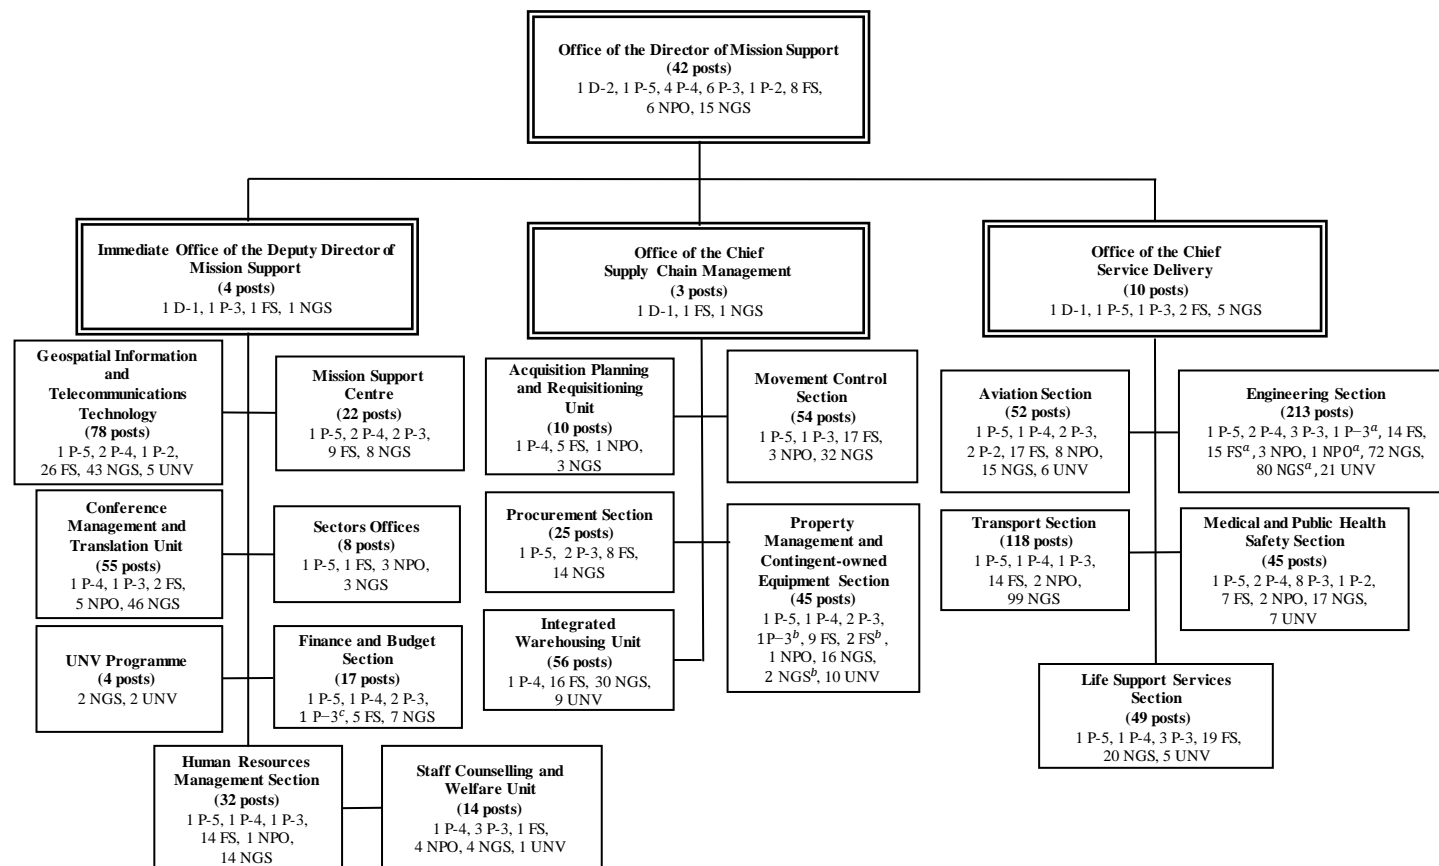 Office of the Director of Mission Support
(42 posts)
1 D-2, 1 P-5, 4 P-4, 6 P-3, 1 P-2, 8 FS,
6 NPO, 15 NGS
Immediate Office of the Deputy Director of
Mission Support
(4 posts)
1 D-1, 1 P-3, 1 FS, 1 NGS
Office of the Chief
Supply Chain Management
(3 posts)
1 D-1, 1 FS, 1 NGS
Office of the Chief
Service Delivery
(10 posts)
1 D-1, 1 P-5, 1 P-3, 2 FS, 5 NGS
Geospatial Information
and
Telecommunications
Technology
(78 posts)
1 P-5, 2 P-4, 1 P-2,
26 FS, 43 NGS, 5 UNV
Mission Support
Centre
(22 posts)
1 P-5, 2 P-4, 2 P-3,
9 FS, 8 NGS
Conference
Management and
Translation Unit
(55 posts)
1 P-4, 1 P-3, 2 FS,
5 NPO, 46 NGS
Sectors Offices
(8 posts)
1 P-5, 1 FS, 3 NPO,
3 NGS
UNV Programme
(4 posts)
2 NGS, 2 UNV
Finance and Budget
Section
(17 posts)
1 P-5, 1 P-4, 2 P-3,
1 P−3ᶜ, 5 FS, 7 NGS
Human Resources
Management Section
(32 posts)
1 P-5, 1 P-4, 1 P-3,
14 FS, 1 NPO,
14 NGS
Staff Counselling and
Welfare Unit
(14 posts)
1 P-4, 3 P-3, 1 FS,
4 NPO, 4 NGS, 1 UNV
Acquisition Planning
and Requisitioning
Unit
(10 posts)
1 P-4, 5 FS, 1 NPO,
3 NGS
Movement Control
Section
(54 posts)
1 P-5, 1 P-3, 17 FS,
3 NPO, 32 NGS
Procurement Section
(25 posts)
1 P-5, 2 P-3, 8 FS,
14 NGS
Property
Management and
Contingent-owned
Equipment Section
(45 posts)
1 P-5, 1 P-4, 2 P-3,
1P−3ᵇ, 9 FS, 2 FSᵇ,
1 NPO, 16 NGS,
2 NGSᵇ, 10 UNV
Integrated
Warehousing Unit
(56 posts)
1 P-4, 16 FS, 30 NGS,
9 UNV
Aviation Section
(52 posts)
1 P-5, 1 P-4, 2 P-3,
2 P-2, 17 FS, 8 NPO,
15 NGS, 6 UNV
Engineering Section
(213 posts)
1 P-5, 2 P-4, 3 P-3, 1 P−3ᵃ, 14 FS,
15 FSᵃ, 3 NPO, 1 NPOᵃ, 72 NGS,
80 NGSᵃ, 21 UNV
Transport Section
(118 posts)
1 P-5, 1 P-4, 1 P-3,
14 FS, 2 NPO,
99 NGS
Medical and Public Health
Safety Section
(45 posts)
1 P-5, 2 P-4, 8 P-3, 1 P-2,
7 FS, 2 NPO, 17 NGS,
7 UNV
Life Support Services
Section
(49 posts)
1 P-5, 1 P-4, 3 P-3, 19 FS,
20 NGS, 5 UNV